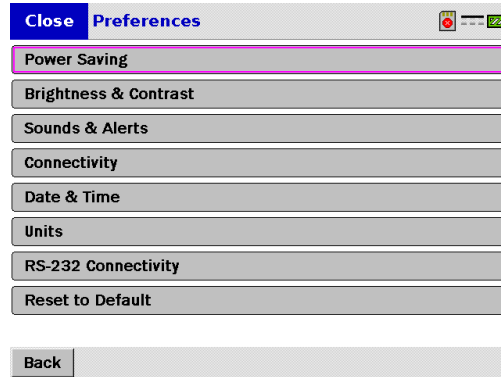 Close Preferences
Power Saving
Brightness & Contrast
Sounds & Alerts
Connectivity
Date & Time
Units
RS-232 Connectivity
Reset to Default
Back